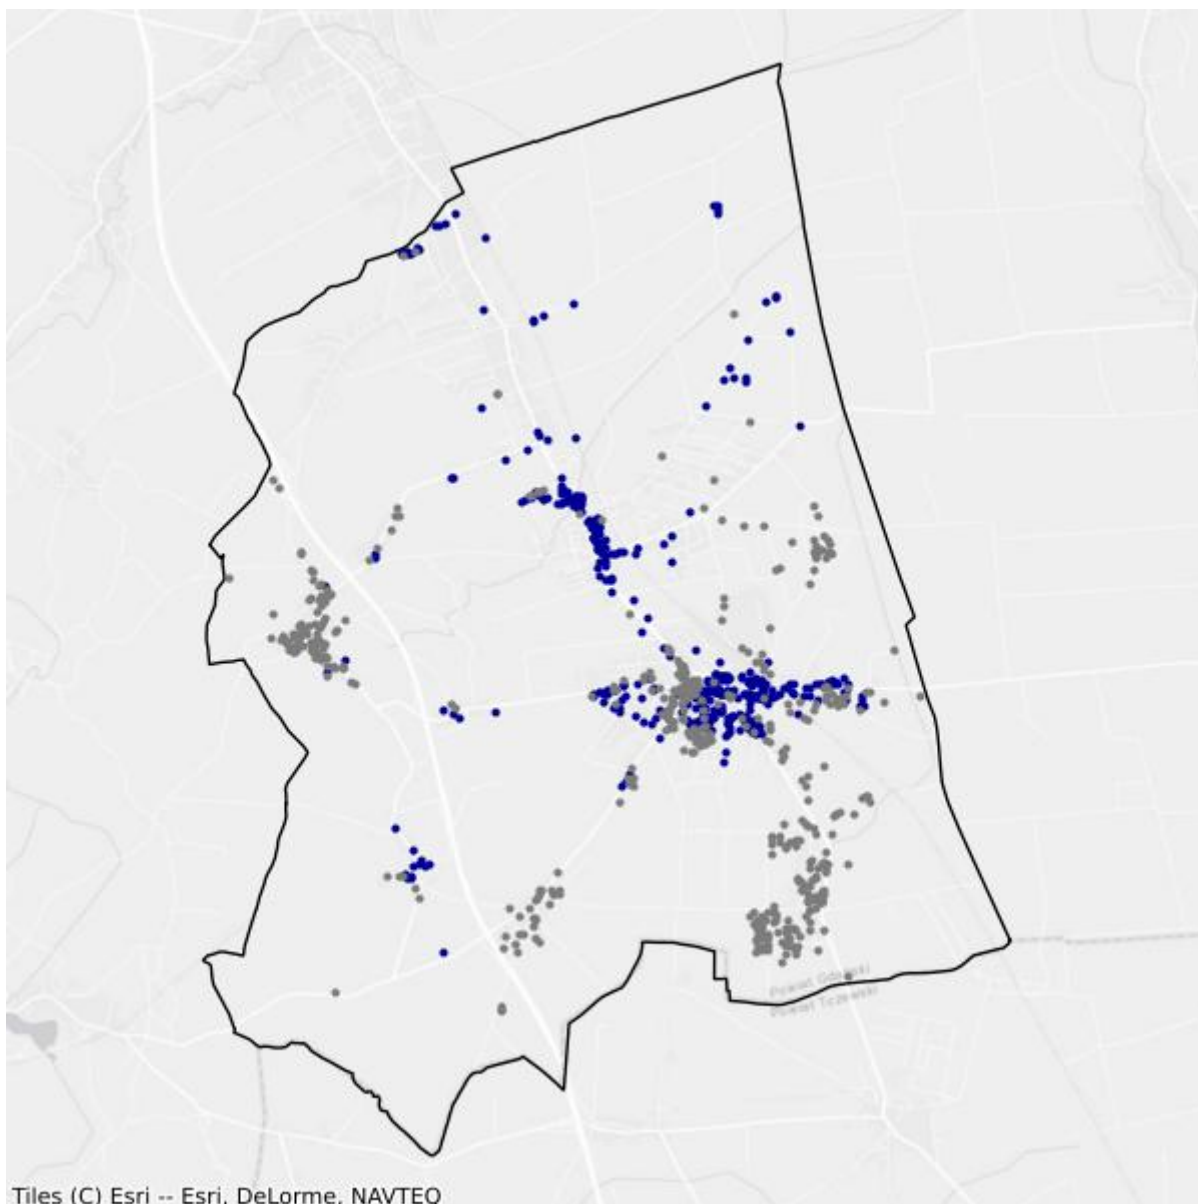 Powiat Gdański
Powiat Tczewski
Tiles (C) Esri -- Esri, DeLorme, NAVTEQ